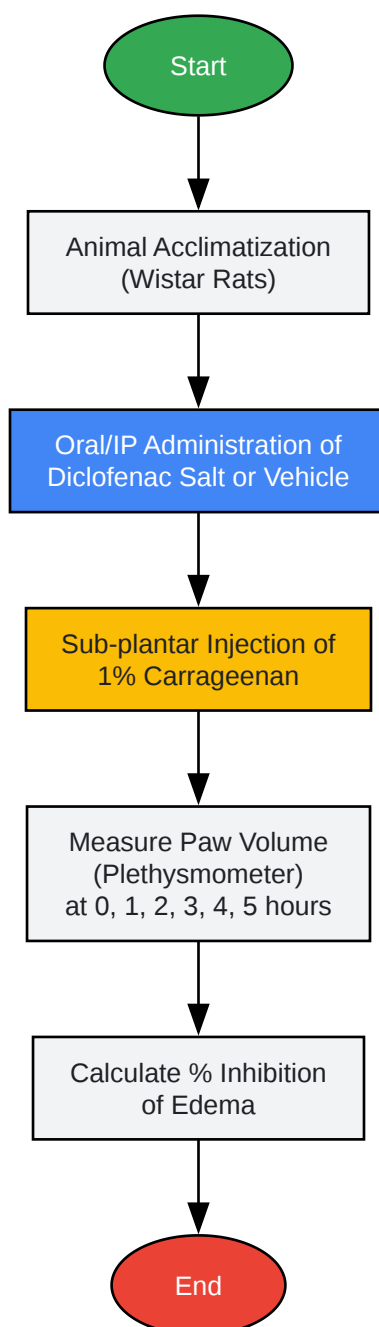 Start
Animal Acclimatization
(Wistar Rats)
Oral/IP Administration of
Diclofenac Salt or Vehicle
Sub-plantar Injection of
1% Carrageenan
Measure Paw Volume
(Plethysmometer)
at 0, 1, 2, 3, 4, 5 hours
Calculate % Inhibition
of Edema
End